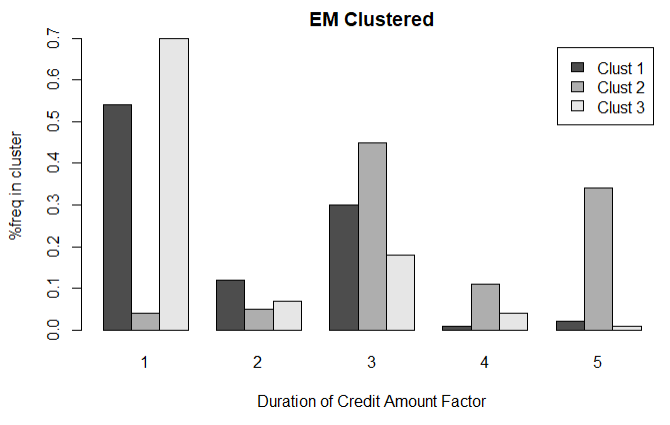 EM Clustered
%freq in cluster
0.7
0.6
0.5
0.4
0.3
0.2
0.1
0.0
Clust 1
Clust 2
Clust 3
1 2 3 4 5
Duration of Credit Amount Factor